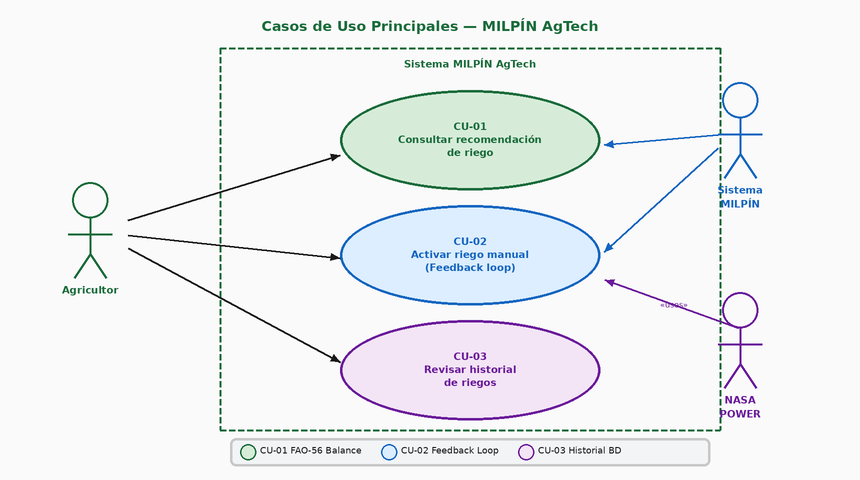 Casos de Uso Principales — MILPÍN AgTech
Sistema MILPÍN AgTech
CU-01
Consultar recomendación
de riego
Sistema
MILPÍN
CU-02
Activar riego manual
(Feedback loop)
Agricultor
«uses»
CU-03
Revisar historial
de riegos
NASA
POWER
CU-01 FAO-56 Balance
CU-02 Feedback Loop
CU-03 Historial BD